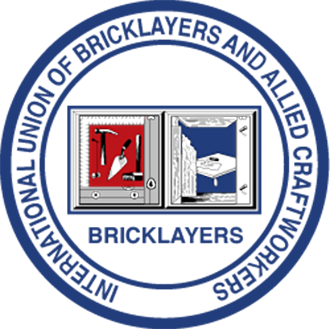 INTERNATIONAL UNION OF BRICKLAYERS AND ALLIED CRAFTWORKERS
BRICKLAYERS